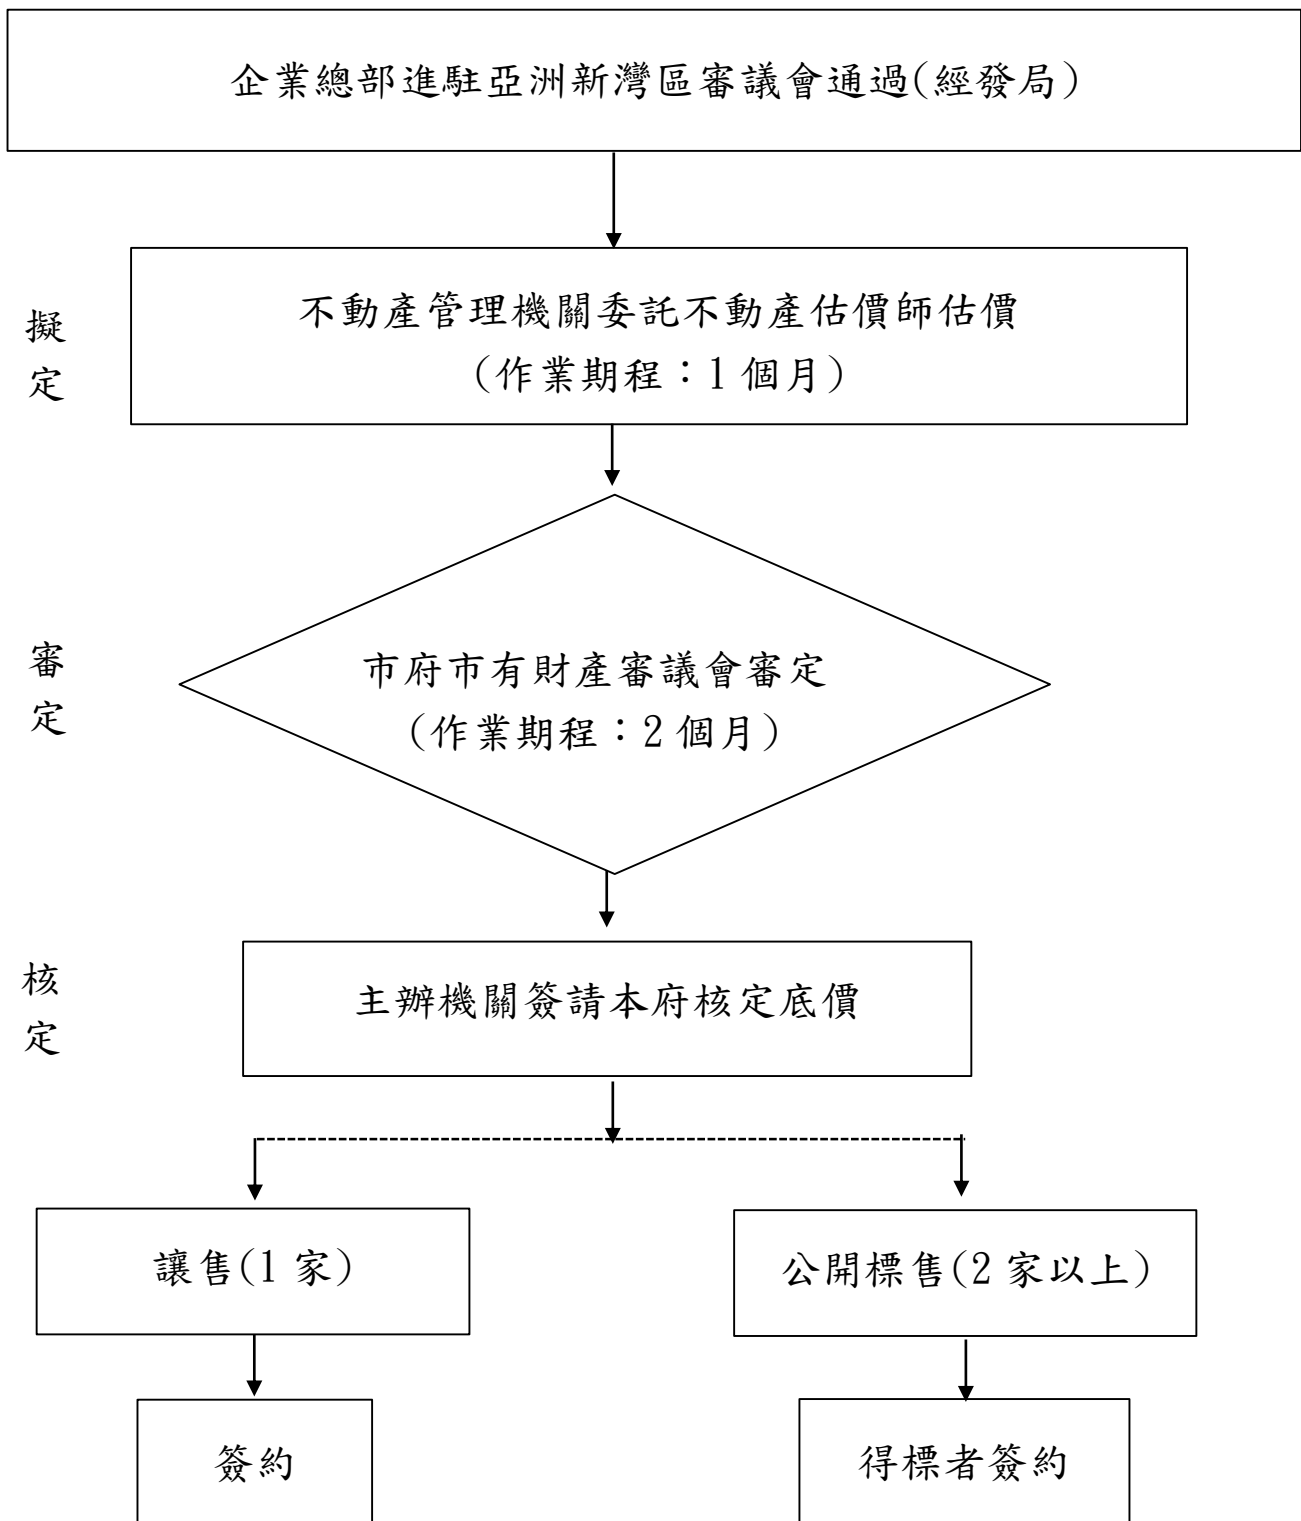 企業總部進駐亞洲新灣區審議會通過(經發局)
擬
定
不動產管理機關委託不動產估價師估價
(作業期程：1 個月)
審
定
市府市有財產審議會審定
(作業期程：2 個月)
核
定
主辦機關簽請本府核定底價
讓售(1 家)
公開標售(2 家以上)
簽約
得標者簽約